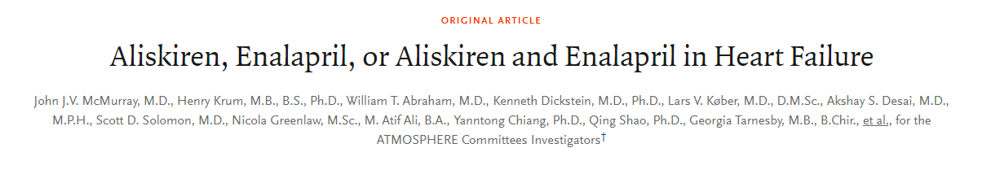 ORIGINAL ARTICLE
Aliskiren, Enalapril, or Aliskiren and Enalapril in Heart Failure
John J.V. McMurray, M.D., Henry Krum, M.B., B.S., Ph.D., William T. Abraham, M.D., Kenneth Dickstein, M.D., Ph.D., Lars V. Køber, M.D., D.M.Sc., Akshay S. Desai, M.D.,
M.P.H., Scott D. Solomon, M.D., Nicola Greenlaw, M.Sc., M. Atif Ali, B.A., Yanntong Chiang, Ph.D., Qing Shao, Ph.D., Georgia Tarnesby, M.B., B.Chir., et al., for the
ATMOSPHERE Committees Investigators†